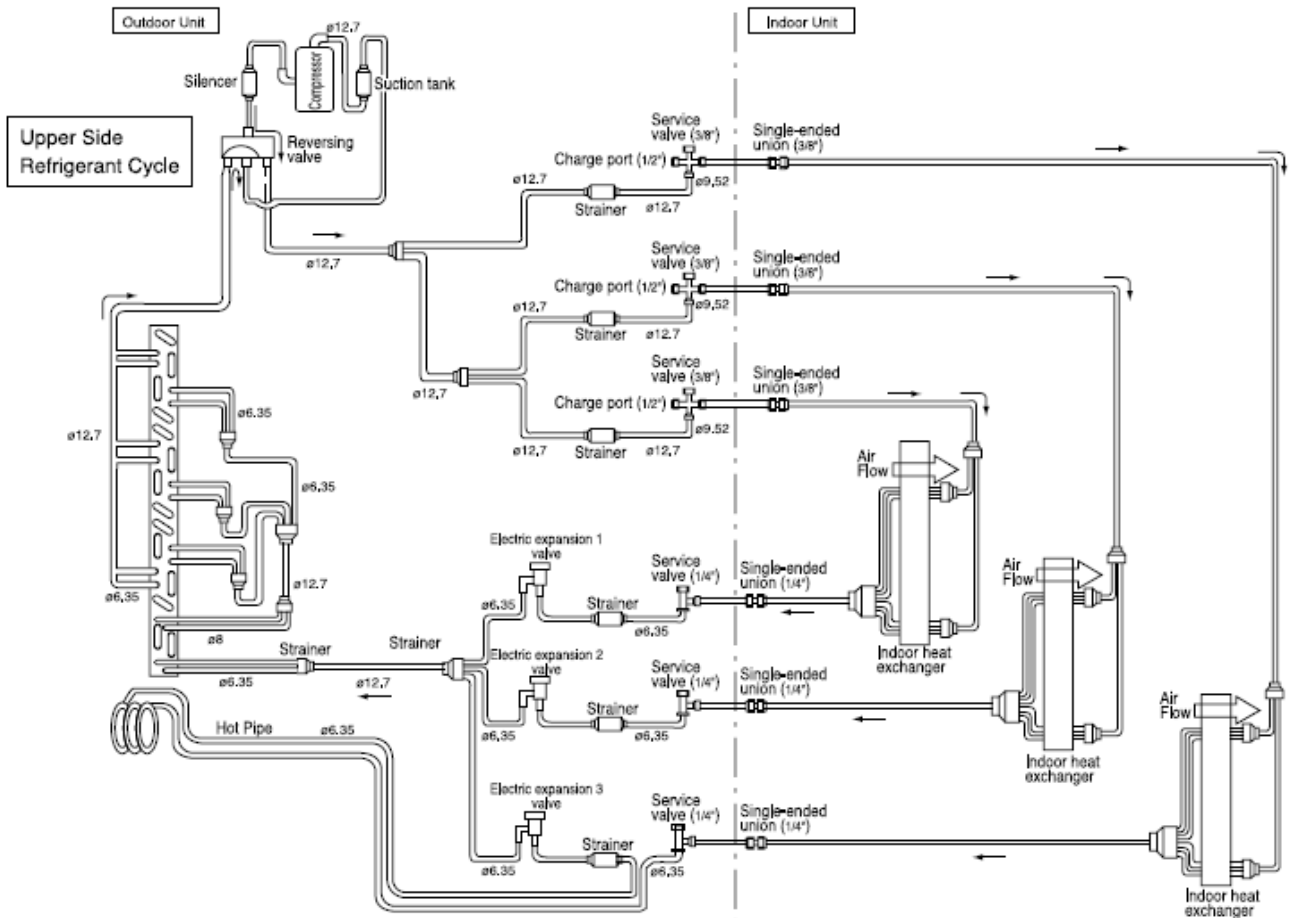 Outdoor Unit
Indoor Unit
Upper Side
Refrigerant Cycle
ø12,7
Silencer
Compressor
Suction tank
Reversing
valve
Service
valve (3/8")
Single-ended
union (3/8")
Charge port (1/2")
ø12.7
ø9,52
Strainer
ø12,7
ø12,7
Service
valve (3/8")
Single-ended
union (3/8")
Charge port (1/2")
ø12,7
ø9,52
Strainer
ø12.7
ø12,7
Service
valve (3/8")
Single-ended
union (3/8")
Charge port (1/2")
ø9.52
ø12,7
Strainer
ø12,7
ø6.35
ø12.7
ø6,35
ø12.7
ø6,35
ø8
Strainer
ø6.35
Strainer
ø12.7
Air
Flow
Electric expansion 1
valve
Service
valve (1/4")
Single-ended
union (1/4")
ø6.35
Strainer
ø6.35
Indoor heat
exchanger
Air
Flow
Electric expansion 2
valve
Service
valve (1/4")
Single-ended
union (1/4")
Strainer
ø6,35
ø6,35
Indoor heat
exchanger
Air
Flow
Hot Pipe
ø6.35
Electric expansion 3
valve
Service
valve (1/4")
Single-ended
union (1/4")
Strainer
ø6.35
ø6,35
Indoor heat
exchanger